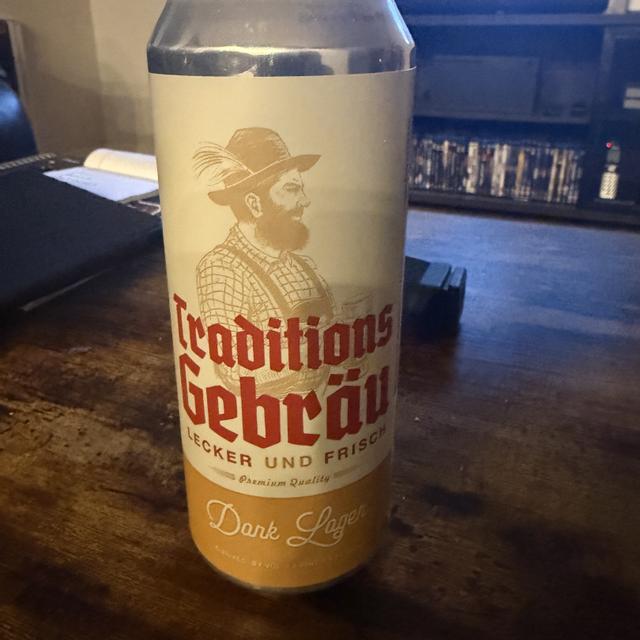 Traditions
Gebräu
LECKER UND FRISCH
Premium Quality
Dark Lager